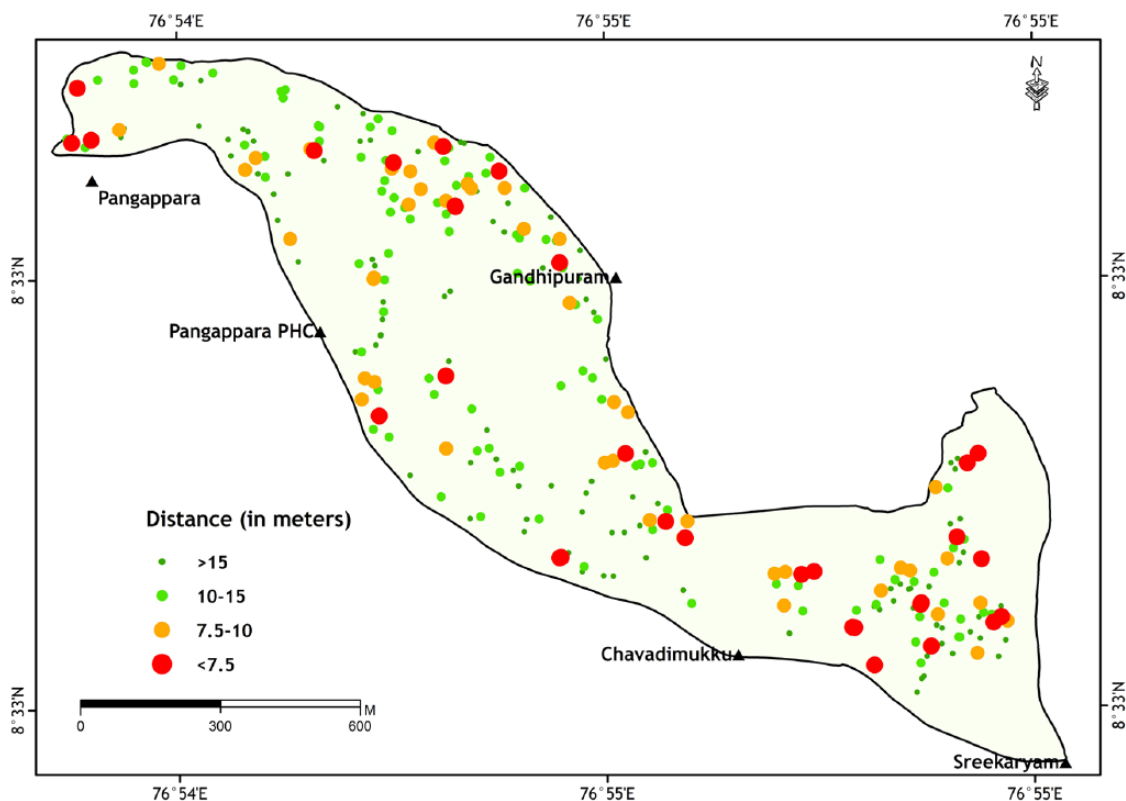 76°54'E 76°55'E 76°55'E
N
Pangappara
Gandhipuram
8°33'N 8°33'N
Pangappara PHC
Distance (in meters)
>15
10-15
7.5-10
<7.5
Chavadimukku
M
0 300 600
8°33'N 8°33'N
Sreekaryam
76°54'E 76°55'E 76°55'E